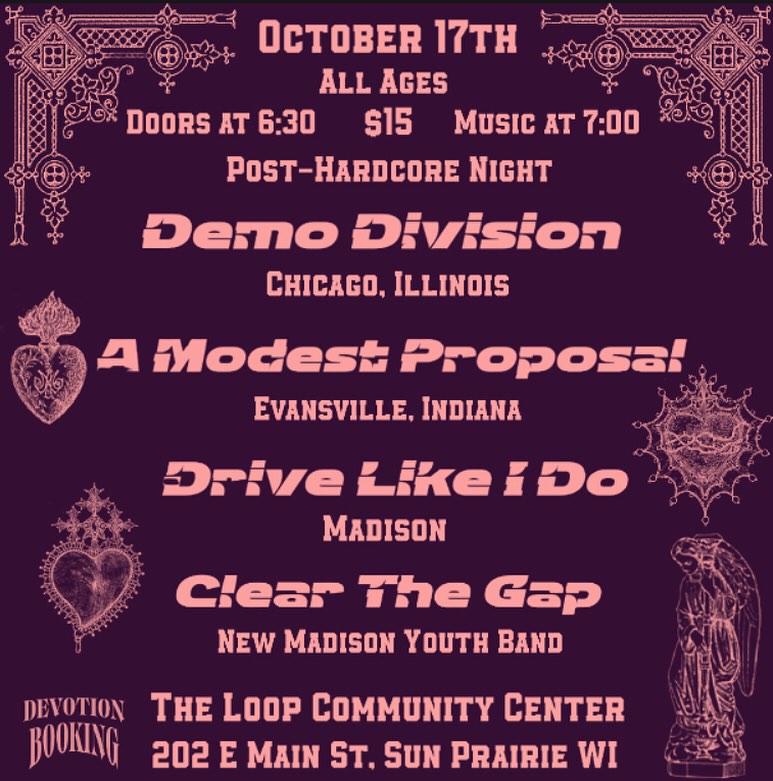 October 17th
All Ages
Doors at 6:30 $15 Music at 7:00
Post-Hardcore Night
Demo Division
Chicago, Illinois
A Modest Proposal
Evansville, Indiana
Drive Like I Do
Madison
Clear The Gap
New Madison Youth Band
The Loop Community Center
202 E Main St, Sun Prairie WI
DEVOTION
BOOKING